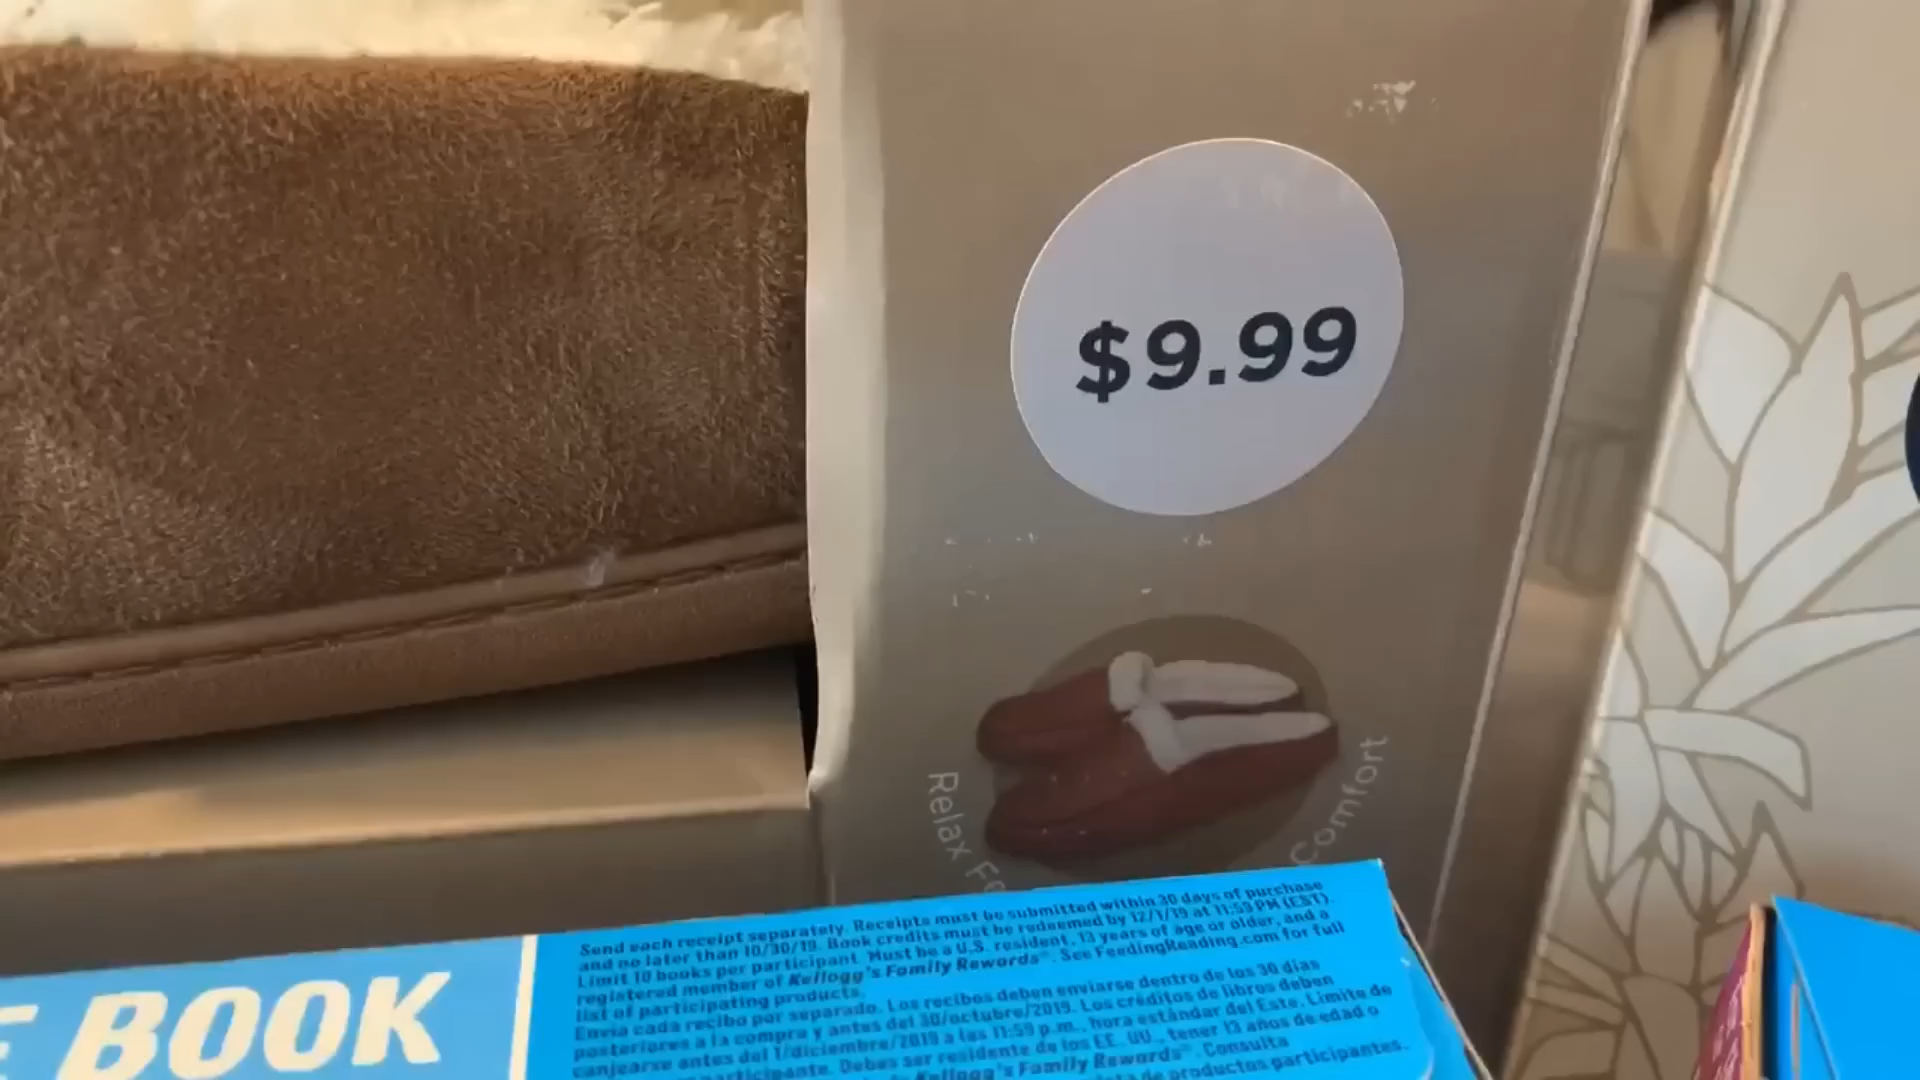 $9.99
Relax
Comfort
BOOK
Send each receipt separately. Receipts must be submitted within 30 days of purchase
and no later than 10/30/19. Book credits must be redeemed by 12/1/19 at 11:59 PM (EST).
Limit 10 books per participant. Must be a U.S. resident, 13 years of age or older, and a
registered member of Kellogg's Family Rewards®. See FeedingReading.com for full
list of participating products.
Envía cada recibo por separado. Los recibos deben enviarse dentro de los 30 días
posteriores a la compra y antes del 30/octubre/2019. Los créditos de libros deben
canjearse antes del 1/diciembre/2019 a las 11:59 p.m., hora estándar del Este. Límite de
participante. Debes ser residente de los EE. UU., tener 13 años de edad o
Kellogg's Family Rewards®. Consulta
de productos participantes.